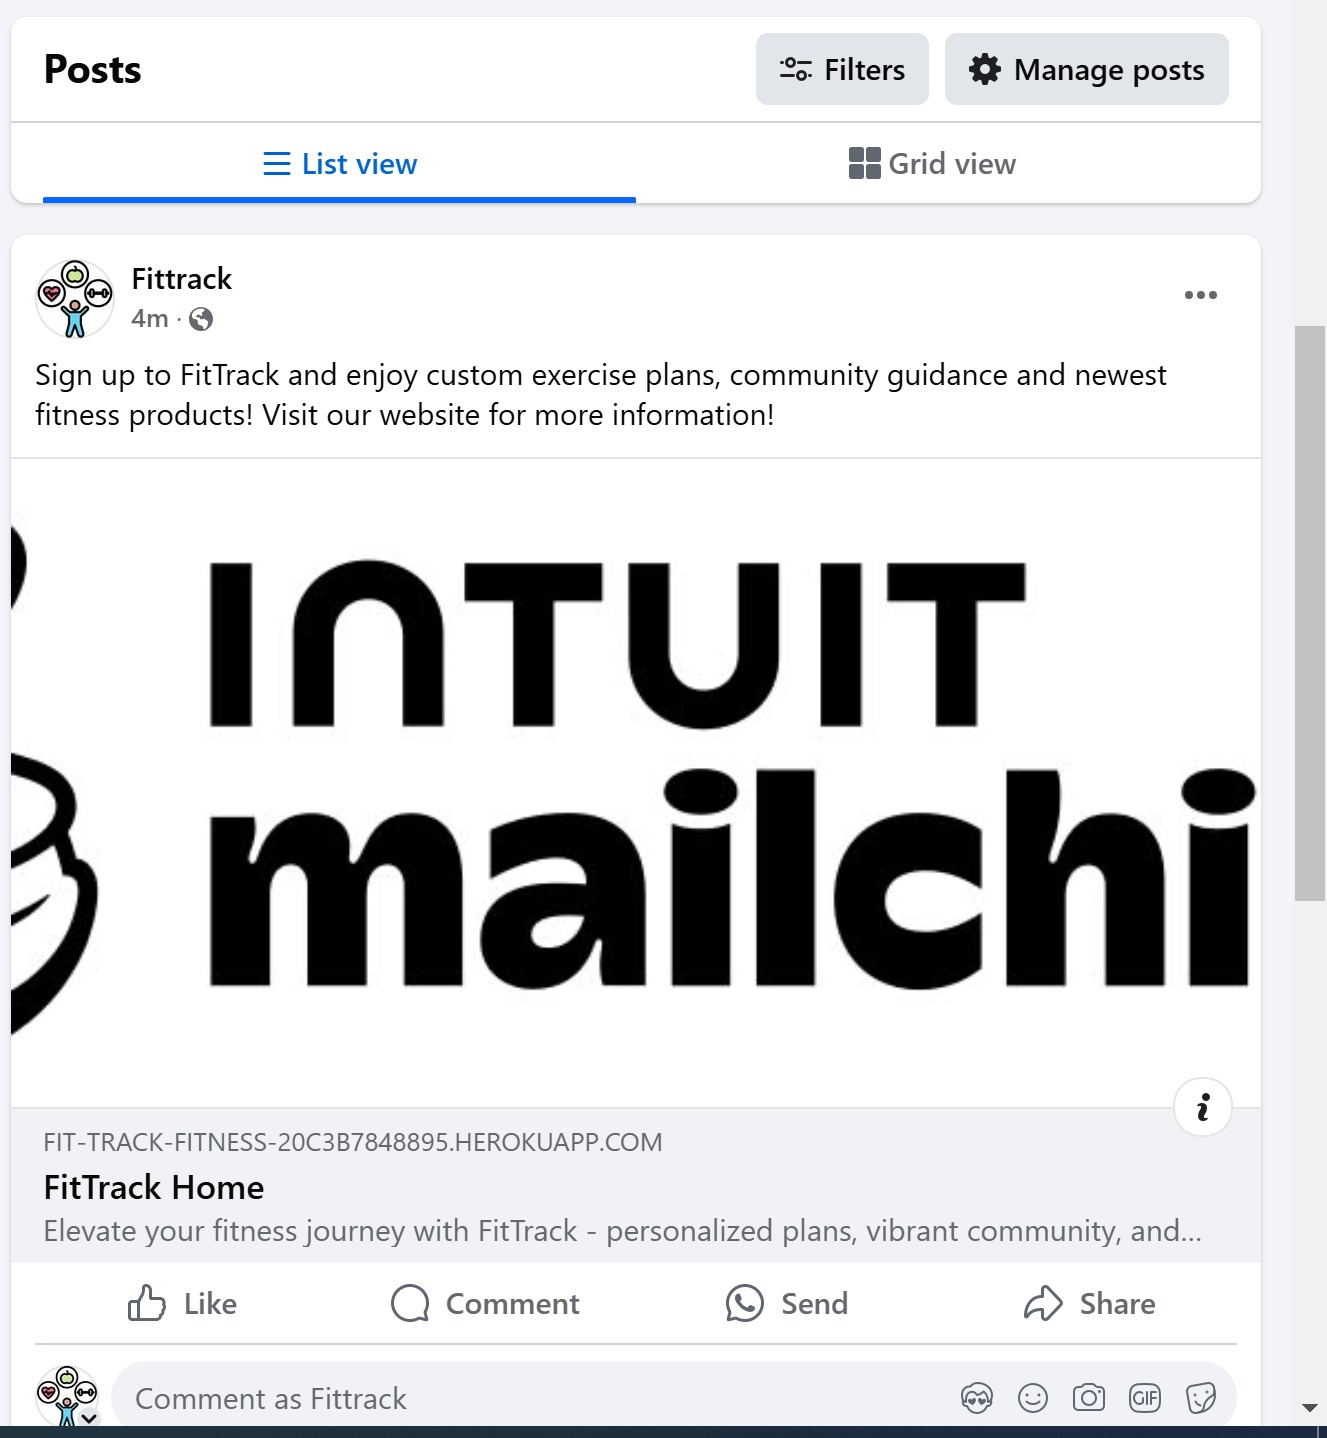 Posts
Filters
Manage posts
List view
Grid view
Fittrack
4m ·
Sign up to FitTrack and enjoy custom exercise plans, community guidance and newest
fitness products! Visit our website for more information!
INTUIT
mailchi
FIT-TRACK-FITNESS-20C3B7848895.HEROKUAPP.COM
FitTrack Home
Elevate your fitness journey with FitTrack - personalized plans, vibrant community, and...
Like
Comment
Send
Share
Comment as Fittrack
GIF